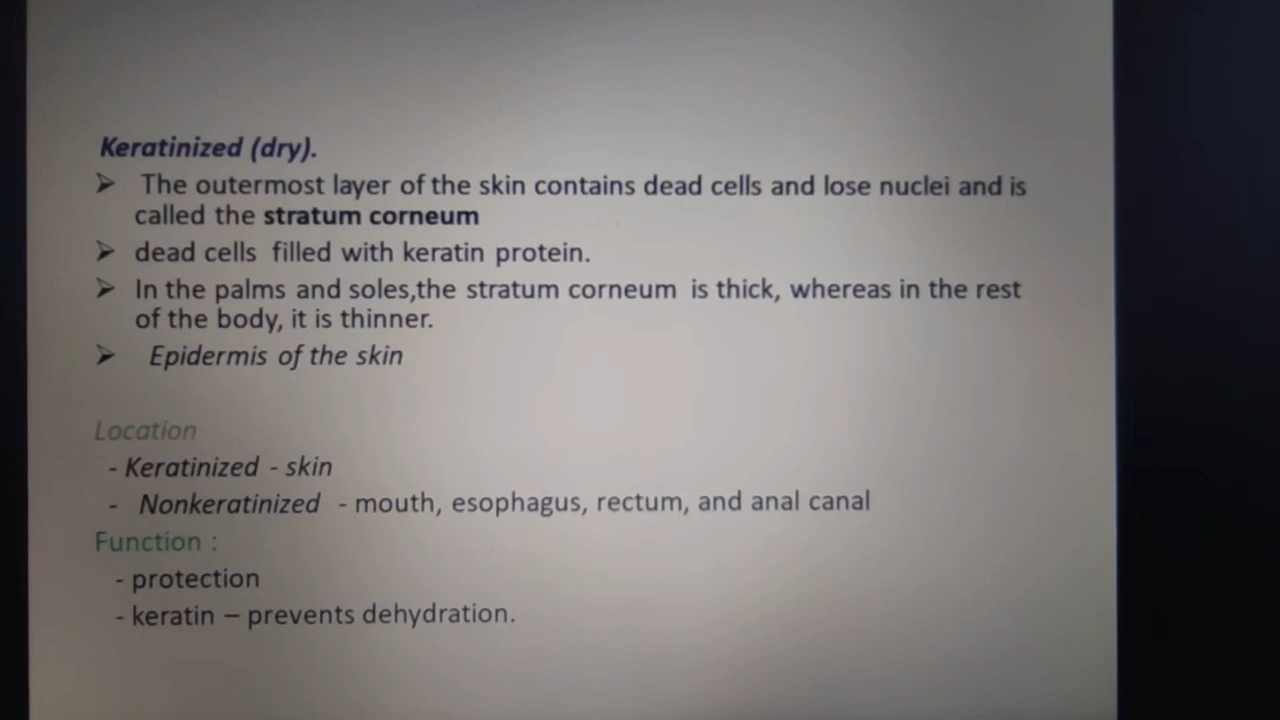 Keratinized (dry).
➢ The outermost layer of the skin contains dead cells and lose nuclei and is
called the stratum corneum
➢ dead cells filled with keratin protein.
➢ In the palms and soles,the stratum corneum is thick, whereas in the rest
of the body, it is thinner.
➢ Epidermis of the skin
Location
- Keratinized - skin
- Nonkeratinized - mouth, esophagus, rectum, and anal canal
Function :
- protection
- keratin – prevents dehydration.